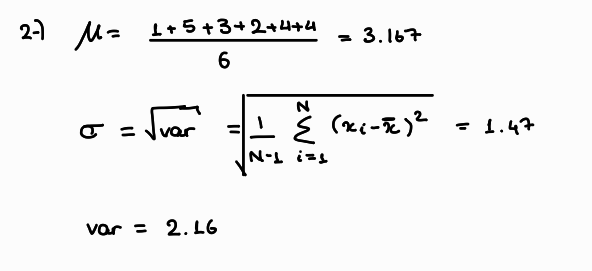 2-) μ = (1+5+3+2+4+4)/6 = 3.167
σ = √var = √(1/(N-1) Σ_{i=1}^{N} (xᵢ-x̄)²) = 1.47
var = 2.16